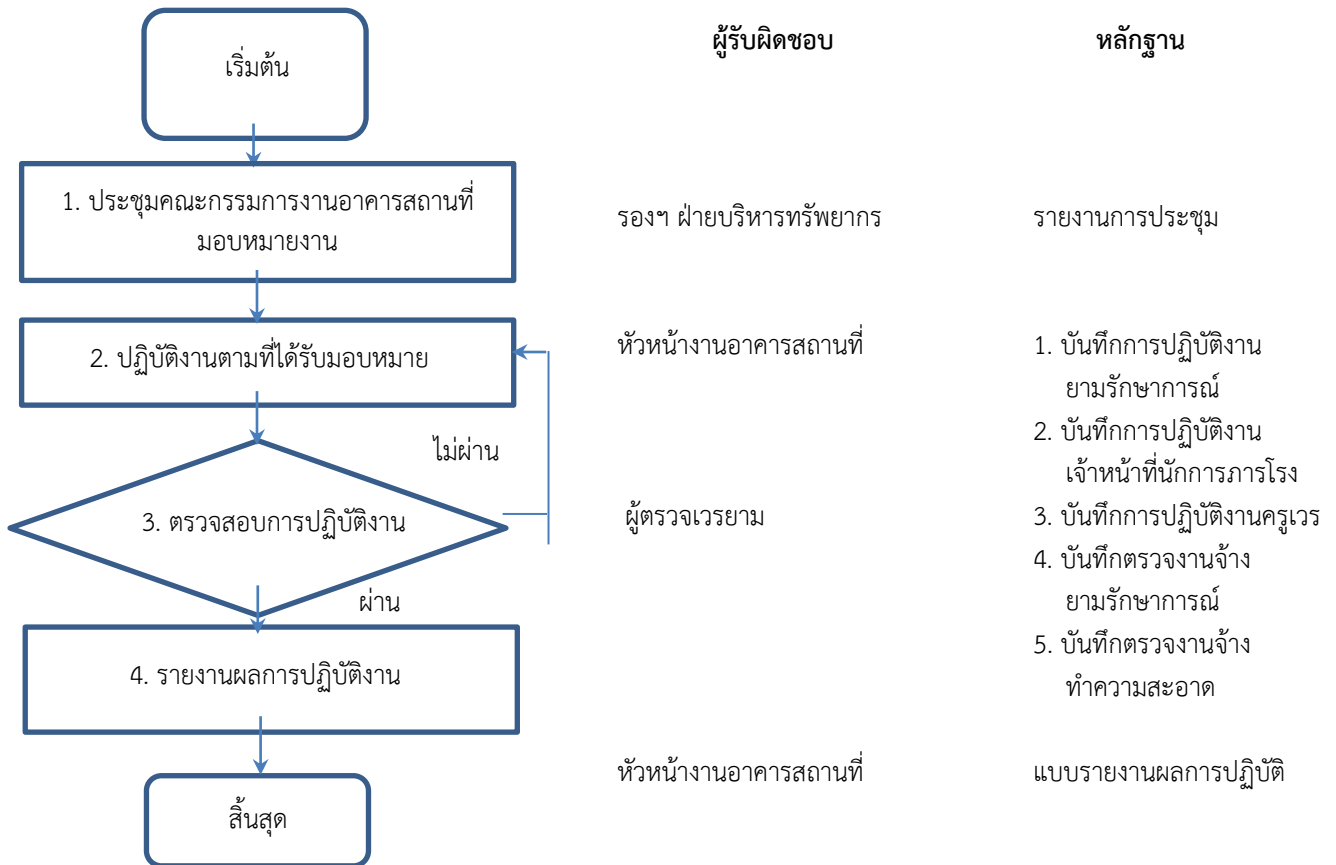 ผู้รับผิดชอบ
หลักฐาน
เริ่มต้น
1. ประชุมคณะกรรมการงานอาคารสถานที่
มอบหมายงาน
รองฯ ฝ่ายบริหารทรัพยากร
รายงานการประชุม
2. ปฏิบัติงานตามที่ได้รับมอบหมาย
หัวหน้างานอาคารสถานที่
1. บันทึกการปฏิบัติงาน
ยามรักษาการณ์
2. บันทึกการปฏิบัติงาน
เจ้าหน้าที่นักการภารโรง
3. บันทึกการปฏิบัติงานครูเวร
4. บันทึกตรวจงานจ้าง
ยามรักษาการณ์
5. บันทึกตรวจงานจ้าง
ทำความสะอาด
ไม่ผ่าน
3. ตรวจสอบการปฏิบัติงาน
ผู้ตรวจเวรยาม
ผ่าน
4. รายงานผลการปฏิบัติงาน
หัวหน้างานอาคารสถานที่
แบบรายงานผลการปฏิบัติ
สิ้นสุด